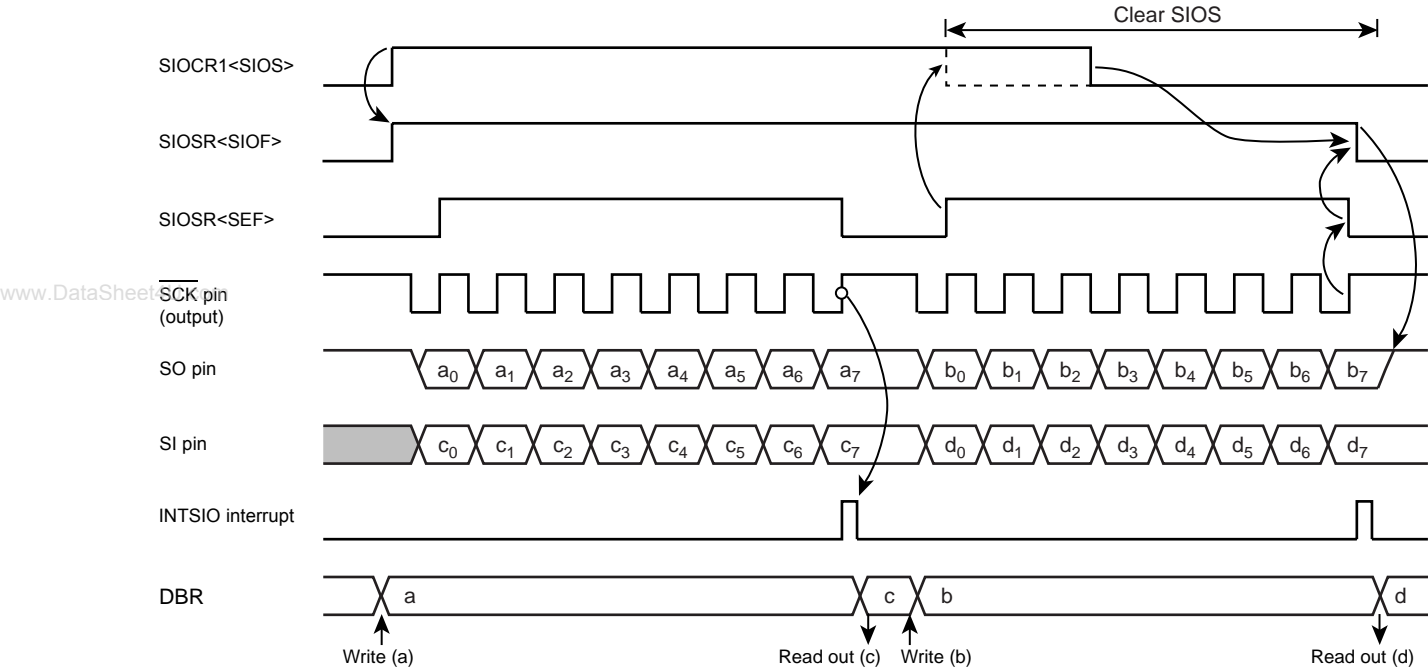 Clear SIOS
SIOCR1<SIOS>
SIOSR<SIOF>
SIOSR<SEF>
www.DataSheet4U.com
SCK pin
(output)
SO pin a0 a1 a2 a3 a4 a5 a6 a7 b0 b1 b2 b3 b4 b5 b6 b7
SI pin c0 c1 c2 c3 c4 c5 c6 c7 d0 d1 d2 d3 d4 d5 d6 d7
INTSIO interrupt
DBR a c b d
Write (a) Read out (c) Write (b) Read out (d)